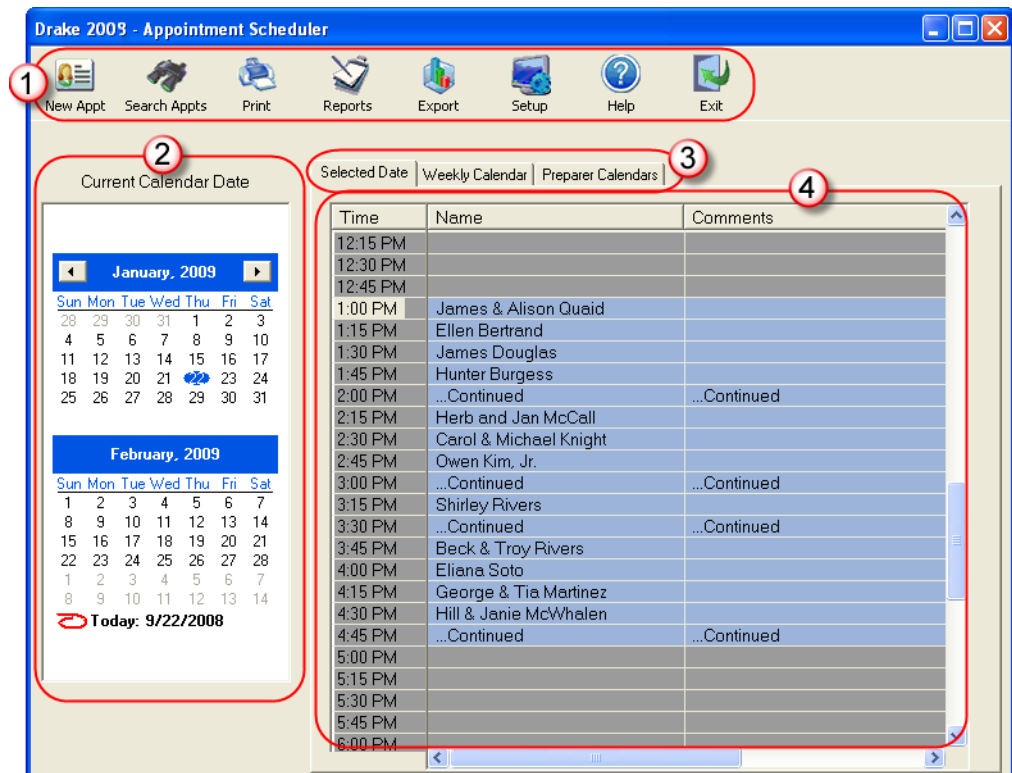 Drake 2008 - Appointment Scheduler
1
New Appt Search Appts Print Reports Export Setup Help Exit
2
Current Calendar Date
January, 2009
Sun Mon Tue Wed Thu Fri Sat
28 29 30 31 1 2 3
4 5 6 7 8 9 10
11 12 13 14 15 16 17
18 19 20 21 22 23 24
25 26 27 28 29 30 31
February, 2009
Sun Mon Tue Wed Thu Fri Sat
1 2 3 4 5 6 7
8 9 10 11 12 13 14
15 16 17 18 19 20 21
22 23 24 25 26 27 28
1 2 3 4 5 6 7
8 9 10 11 12 13 14
Today: 9/22/2008
3
Selected Date Weekly Calendar Preparer Calendars
4
Time Name Comments
12:15 PM
12:30 PM
12:45 PM
1:00 PM James & Alison Quaid
1:15 PM Ellen Bertrand
1:30 PM James Douglas
1:45 PM Hunter Burgess
2:00 PM ...Continued ...Continued
2:15 PM Herb and Jan McCall
2:30 PM Carol & Michael Knight
2:45 PM Owen Kim, Jr.
3:00 PM ...Continued ...Continued
3:15 PM Shirley Rivers
3:30 PM ...Continued ...Continued
3:45 PM Beck & Troy Rivers
4:00 PM Eliana Soto
4:15 PM George & Tia Martinez
4:30 PM Hill & Janie McWhalen
4:45 PM ...Continued ...Continued
5:00 PM
5:15 PM
5:30 PM
5:45 PM
6:00 PM